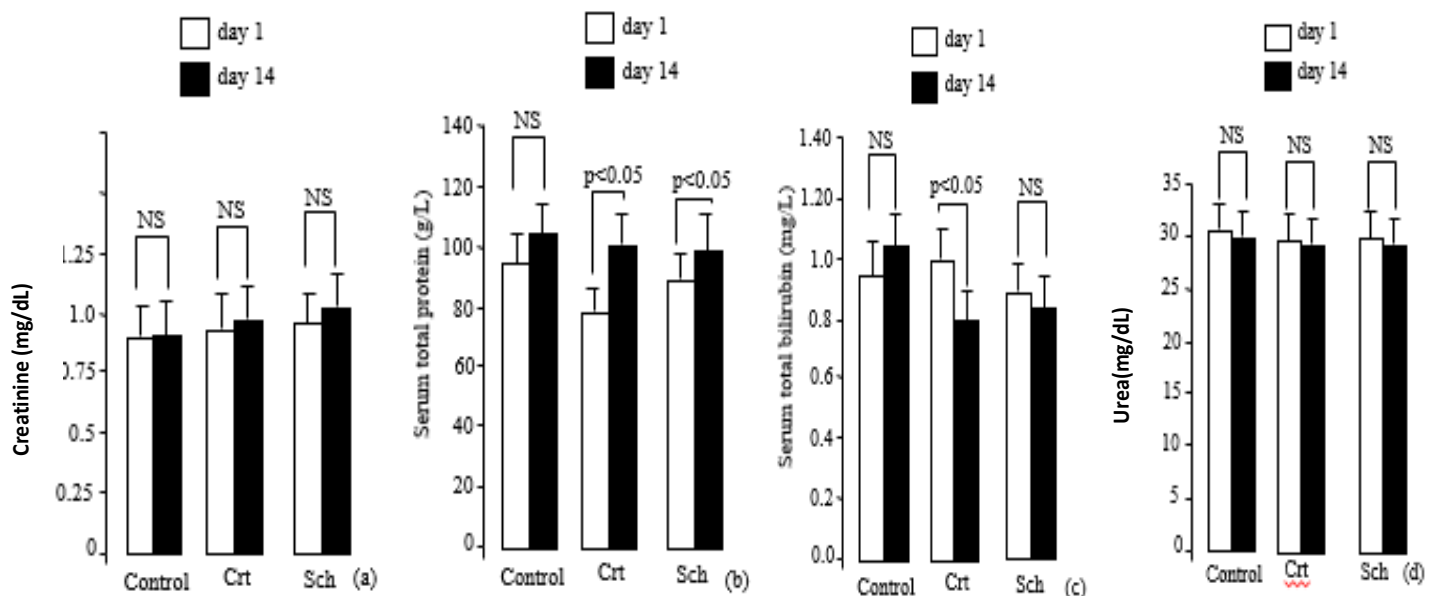 day 1
day 14
NS
NS
NS
1.25
1.0
0.75
0.5
0.25
0
Creatinine (mg/dL)
Control
Crt
Sch
(a)
day 1
day 14
140
120
100
80
60
40
20
0
Serum total protein (g/L)
NS
p<0.05
p<0.05
Control
Crt
Sch
(b)
day 1
day 14
1.40
1.20
1.0
0.8
0.6
0.4
0.2
0.0
Serum total bilirubin (mg/L)
NS
p<0.05
NS
Control
Crt
Sch
(c)
day 1
day 14
35
30
25
20
15
10
5
0
Urea(mg/dL)
NS
NS
NS
Control
Crt
Sch
(d)